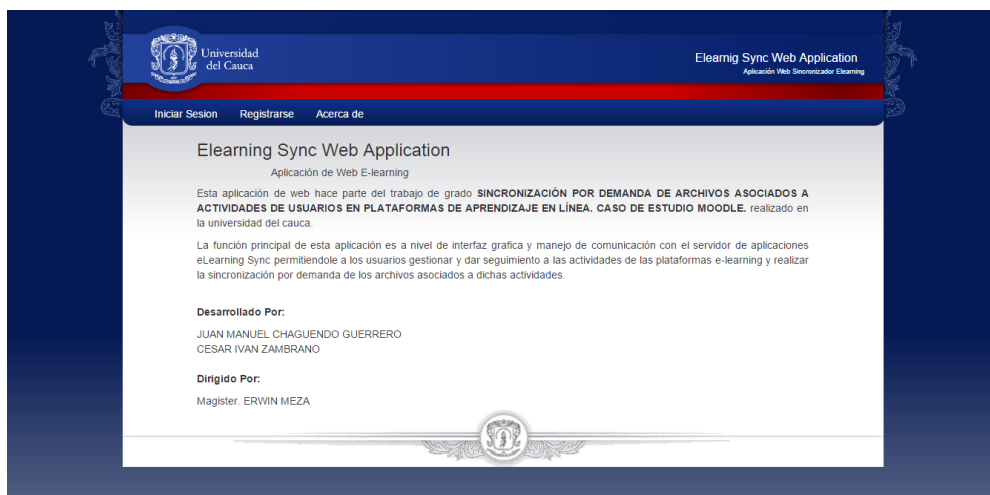 Universidad
del Cauca
Elearnig Sync Web Application
Aplicación Web Sincronizador Elearning
Iniciar Sesion Registrarse Acerca de
Elearning Sync Web Application
Aplicación de Web E-learning
Esta aplicación de web hace parte del trabajo de grado SINCRONIZACIÓN POR DEMANDA DE ARCHIVOS ASOCIADOS A
ACTIVIDADES DE USUARIOS EN PLATAFORMAS DE APRENDIZAJE EN LÍNEA. CASO DE ESTUDIO MOODLE. realizado en
la universidad del cauca.
La función principal de esta aplicación es a nivel de interfaz grafica y manejo de comunicación con el servidor de aplicaciones
eLearning Sync permitiendole a los usuarios gestionar y dar seguimiento a las actividades de las plataformas e-learning y realizar
la sincronización por demanda de los archivos asociados a dichas actividades.
Desarrollado Por:
JUAN MANUEL CHAGUENDO GUERRERO
CESAR IVAN ZAMBRANO
Dirigido Por:
Magister. ERWIN MEZA